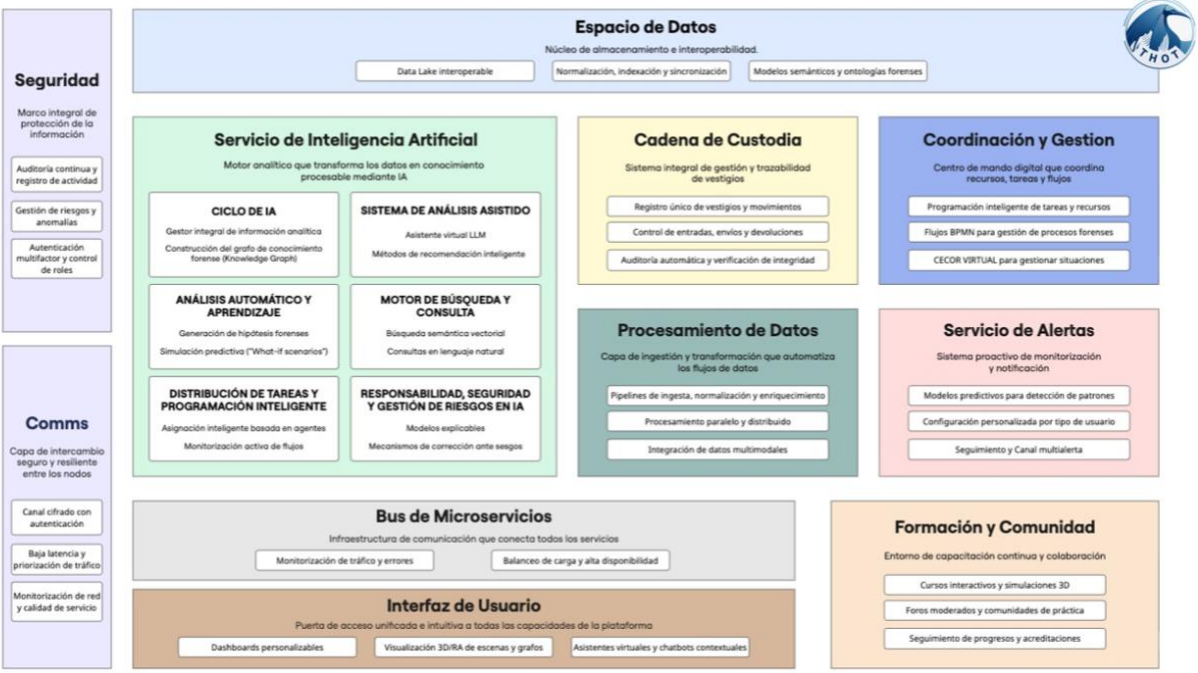 Espacio de Datos
Núcleo de almacenamiento e interoperabilidad.
Data Lake interoperable
Normalización, indexación y sincronización
Modelos semánticos y ontologías forenses
THOT
Seguridad
Marco integral de
protección de la
información
Auditoría continua y
registro de actividad
Gestión de riesgos y
anomalías
Autenticación
multifactor y control
de roles
Comms
Capa de intercambio
seguro y resiliente
entre los nodos
Canal cifrado con
autenticación
Baja latencia y
priorización de tráfico
Monitorización de red
y calidad de servicio
Servicio de Inteligencia Artificial
Motor analítico que transforma los datos en conocimiento
procesable mediante IA
CICLO DE IA
Gestor integral de información analítica
Construcción del grafo de conocimiento
forense (Knowledge Graph)
SISTEMA DE ANÁLISIS ASISTIDO
Asistente virtual LLM
Métodos de recomendación inteligente
ANÁLISIS AUTOMÁTICO Y
APRENDIZAJE
Generación de hipótesis forenses
Simulación predictiva ("What-if scenarios")
MOTOR DE BÚSQUEDA Y
CONSULTA
Búsqueda semántica vectorial
Consultas en lenguaje natural
DISTRIBUCIÓN DE TAREAS Y
PROGRAMACIÓN INTELIGENTE
Asignación inteligente basada en agentes
Monitorización activa de flujos
RESPONSABILIDAD, SEGURIDAD
Y GESTIÓN DE RIESGOS EN IA
Modelos explicables
Mecanismos de corrección ante sesgos
Cadena de Custodia
Sistema integral de gestión y trazabilidad
de vestigios
Registro único de vestigios y movimientos
Control de entradas, envíos y devoluciones
Auditoría automática y verificación de integridad
Coordinación y Gestion
Centro de mando digital que coordina
recursos, tareas y flujos
Programación inteligente de tareas y recursos
Flujos BPMN para gestión de procesos forenses
CECOR VIRTUAL para gestionar situaciones
Procesamiento de Datos
Capa de ingestión y transformación que automatiza
los flujos de datos
Pipelines de ingesta, normalización y enriquecimiento
Procesamiento paralelo y distribuido
Integración de datos multimodales
Servicio de Alertas
Sistema proactivo de monitorización
y notificación
Modelos predictivos para detección de patrones
Configuración personalizada por tipo de usuario
Seguimiento y Canal multialerta
Bus de Microservicios
Infraestructura de comunicación que conecta todos los servicios
Monitorización de tráfico y errores
Balanceo de carga y alta disponibilidad
Interfaz de Usuario
Puerta de acceso unificada e intuitiva a todas las capacidades de la plataforma
Dashboards personalizables
Visualización 3D/RA de escenas y grafos
Asistentes virtuales y chatbots contextuales
Formación y Comunidad
Entorno de capacitación continua y colaboración
Cursos interactivos y simulaciones 3D
Foros moderados y comunidades de práctica
Seguimiento de progresos y acreditaciones